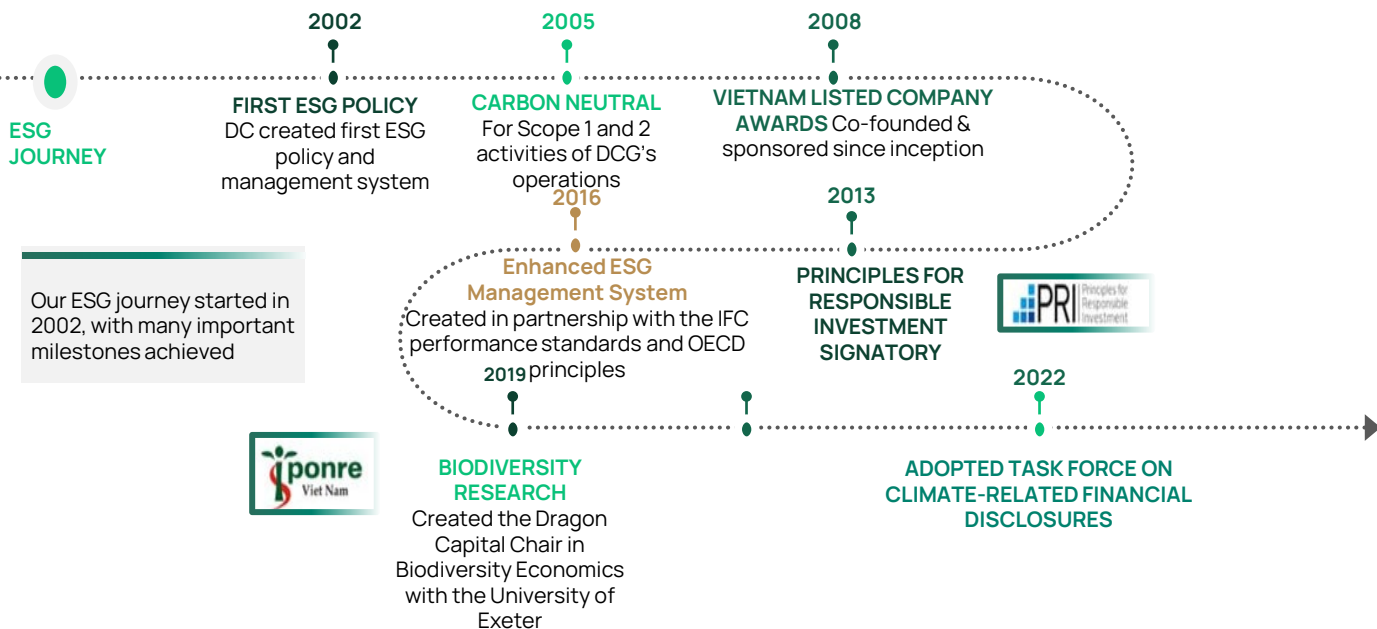 2002
2005
2008
ESG
JOURNEY
FIRST ESG POLICY
DC created first ESG
policy and
management system
CARBON NEUTRAL
For Scope 1 and 2
activities of DCG's
operations
VIETNAM LISTED COMPANY
AWARDS Co-founded &
sponsored since inception
2016
2013
Enhanced ESG
Management System
Created in partnership with the IFC
performance standards and OECD
principles
PRINCIPLES FOR
RESPONSIBLE
INVESTMENT
SIGNATORY
PRI
Principles for
Responsible
Investment
Our ESG journey started in
2002, with many important
milestones achieved
2019
2022
iponre
Viet Nam
BIODIVERSITY
RESEARCH
Created the Dragon
Capital Chair in
Biodiversity Economics
with the University of
Exeter
ADOPTED TASK FORCE ON
CLIMATE-RELATED FINANCIAL
DISCLOSURES